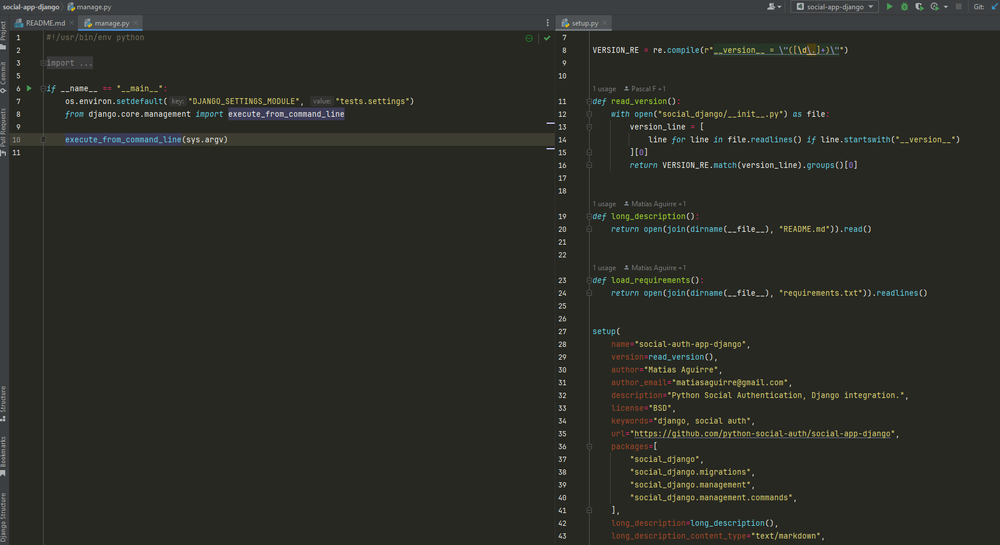 social-app-django manage.py
social-app-django Git:
README.md manage.py
setup.py
Project
Commit
Pull Requests
Structure
Bookmarks
Django Structure
1 #!/usr/bin/env python
2
3 import ...
5
6 if __name__ == "__main__":
7 os.environ.setdefault( key: "DJANGO_SETTINGS_MODULE", value: "tests.settings")
8 from django.core.management import execute_from_command_line
9
10 execute_from_command_line(sys.argv)
11
7
8 VERSION_RE = re.compile(r"__version__ = \"([\d\.]+)\"")
9
10
1 usage Pascal F +1
11 def read_version():
12 with open("social_django/__init__.py") as file:
13 version_line = [
14 line for line in file.readlines() if line.startswith("__version__")
15 ][0]
16 return VERSION_RE.match(version_line).groups()[0]
17
18
1 usage Matías Aguirre +1
19 def long_description():
20 return open(join(dirname(__file__), "README.md")).read()
21
22
1 usage Matías Aguirre +1
23 def load_requirements():
24 return open(join(dirname(__file__), "requirements.txt")).readlines()
25
26
27 setup(
28 name="social-auth-app-django",
29 version=read_version(),
30 author="Matias Aguirre",
31 author_email="matiasaguirre@gmail.com",
32 description="Python Social Authentication, Django integration.",
33 license="BSD",
34 keywords="django, social auth",
35 url="https://github.com/python-social-auth/social-app-django",
36 packages=[
37 "social_django",
38 "social_django.migrations",
39 "social_django.management",
40 "social_django.management.commands",
41 ],
42 long_description=long_description(),
43 long_description_content_type="text/markdown",